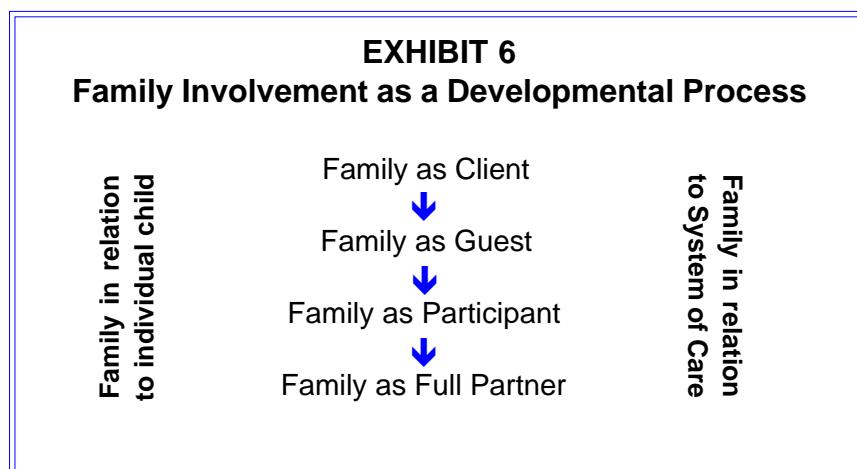 EXHIBIT 6
Family Involvement as a Developmental Process
Family in relation
to individual child
Family as Client
Family as Guest
Family as Participant
Family as Full Partner
Family in relation
to System of Care